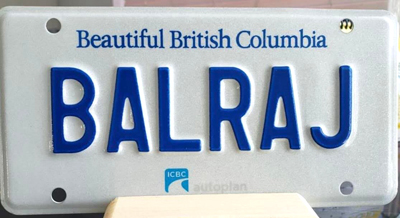 Beautiful British Columbia
BALRAJ
ICBC
autoplan